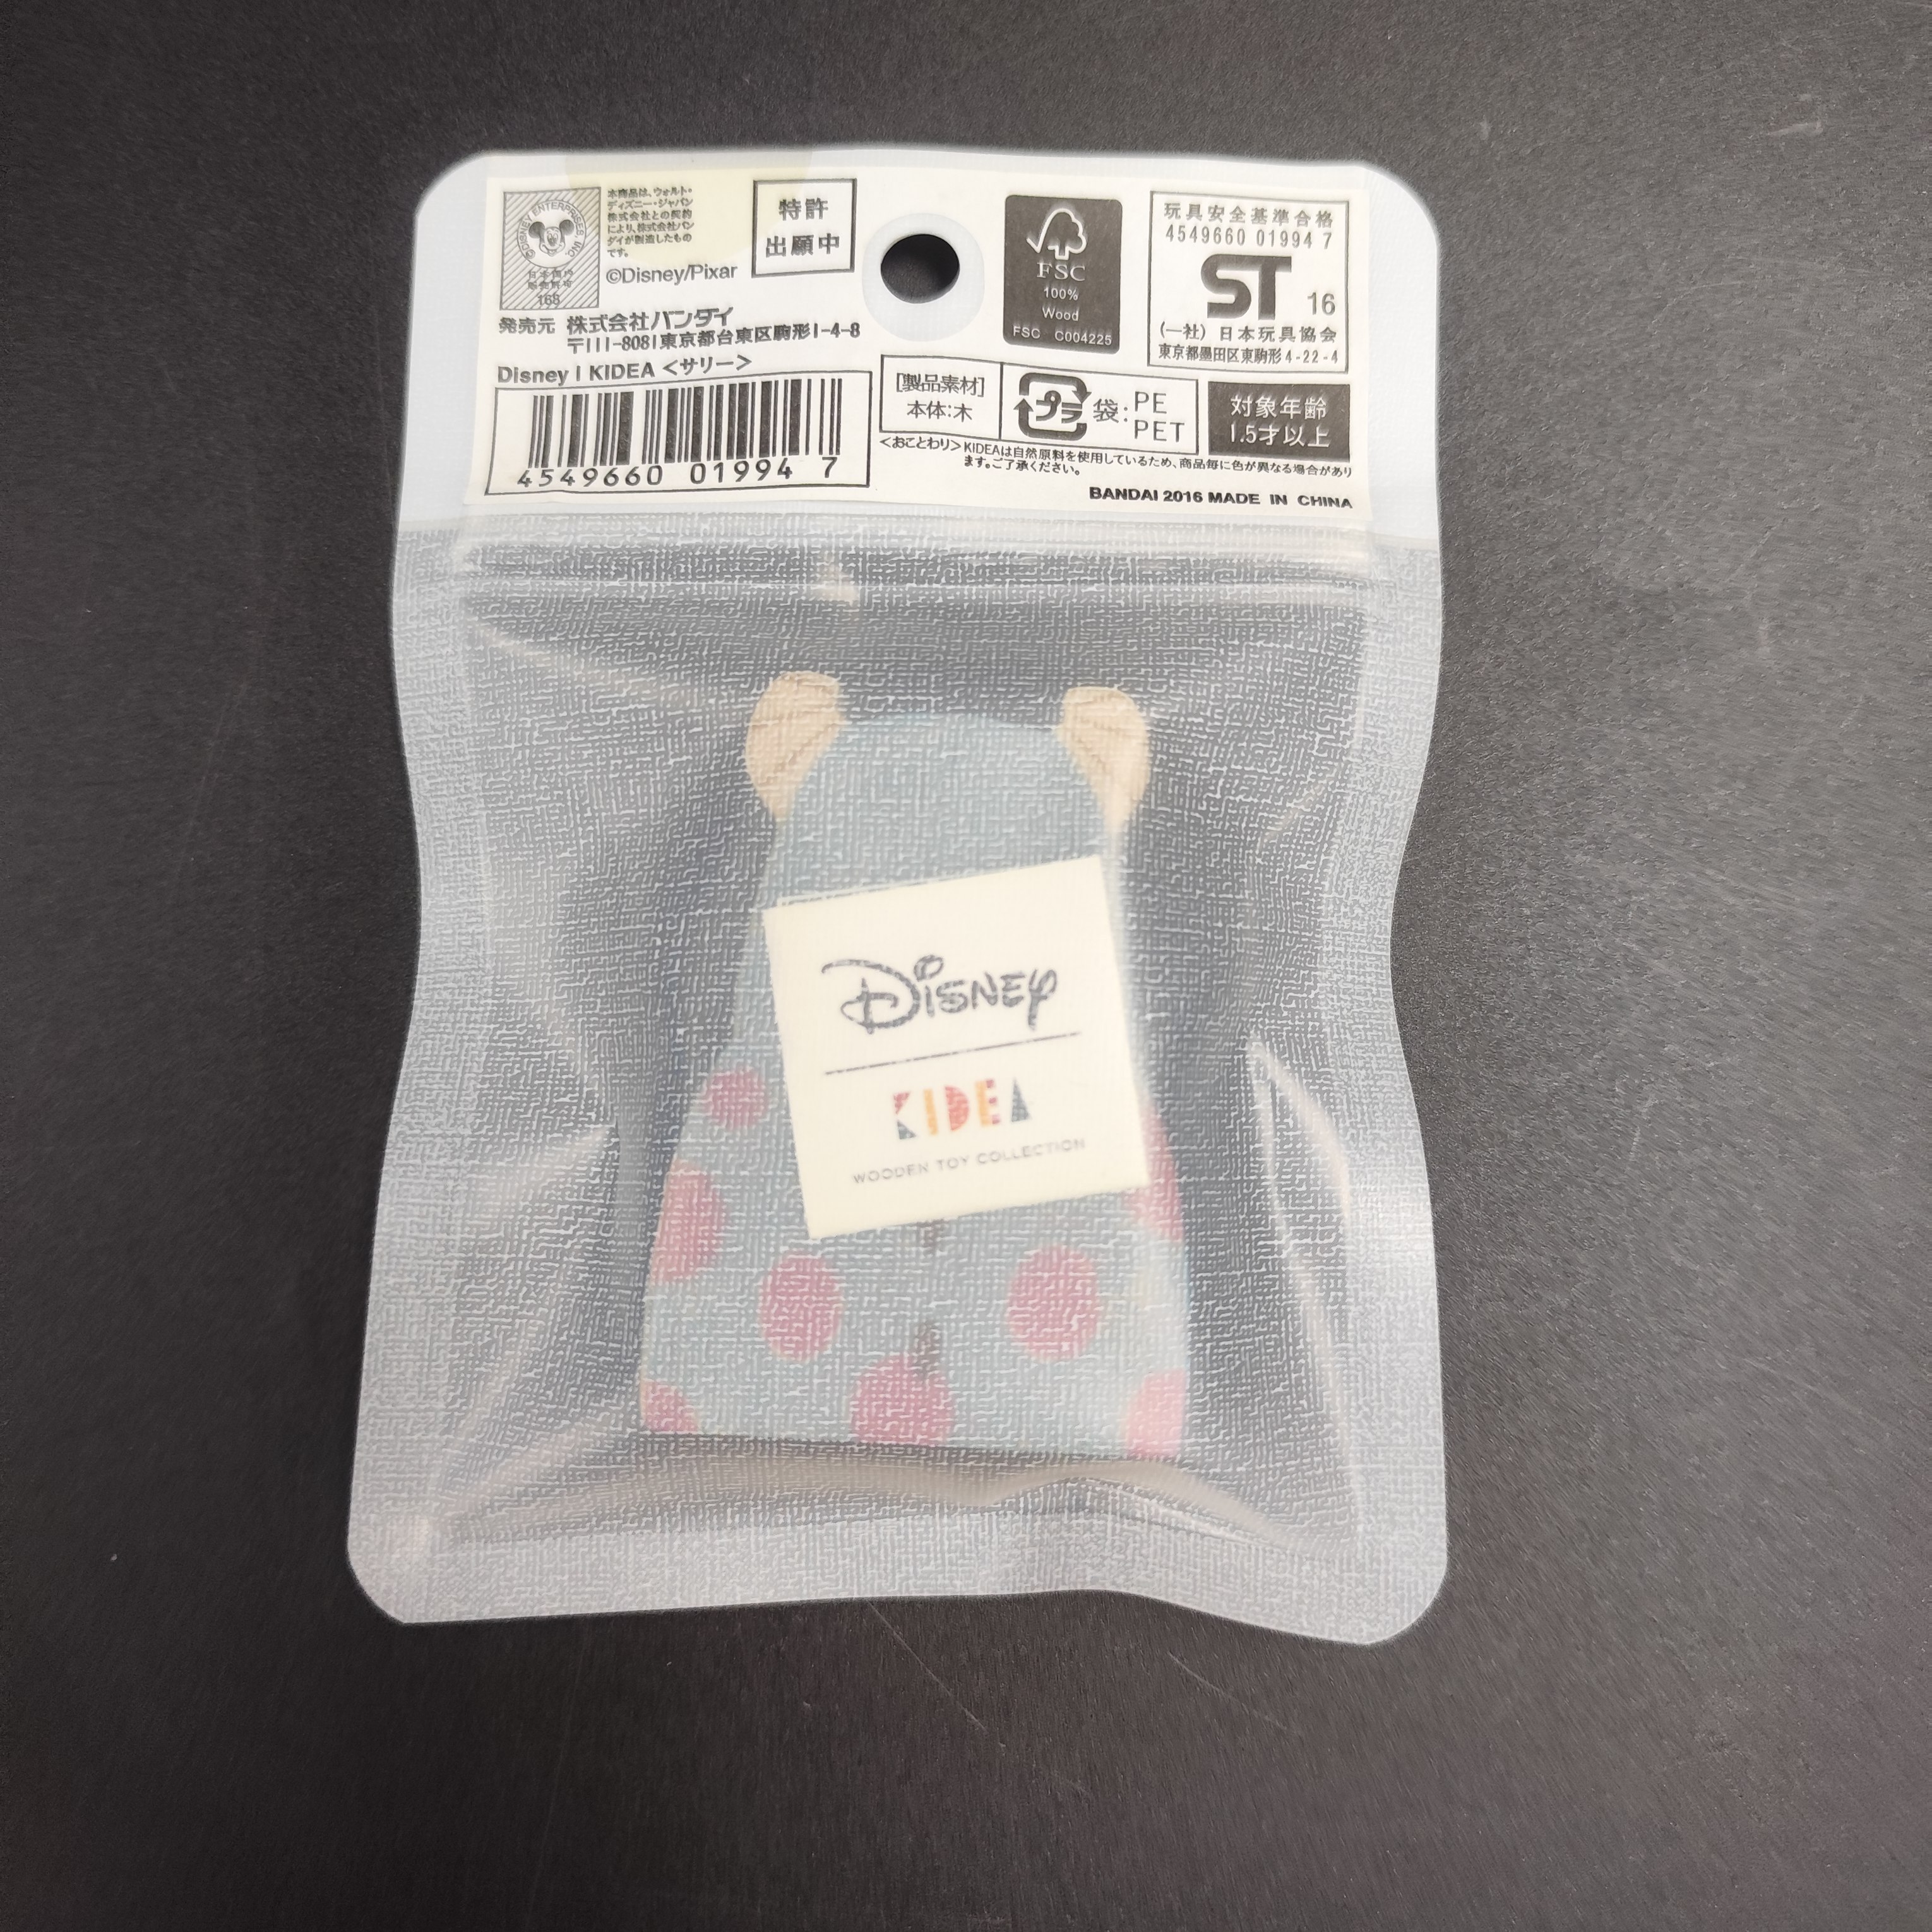 DISNEY ENTERPRISES, INC.
168
本商品は、ウォルト・
ディズニー・ジャパン
株式会社との契約
により、株式会社バン
ダイが製造したもの
です。
©Disney/Pixar
特許
出願中
発売元 株式会社バンダイ
〒111-8081東京都台東区駒形1-4-8
Disney | KIDEA <サリー>
4549660 01994 7
FSC
100%
Wood
FSC C004225
玩具安全基準合格
4549660 01994 7
ST 16
(一社) 日本玩具協会
東京都墨田区東駒形4-22-4
[製品素材]
本体:木
プラ
袋: PE
PET
対象年齢
1.5才以上
<おことわり>KIDEAは自然原料を使用しているため、商品毎に色が異なる場合があり
ます。ご了承ください。
BANDAI 2016 MADE IN CHINA
Disney
KIDEA
WOODEN TOY COLLECTION